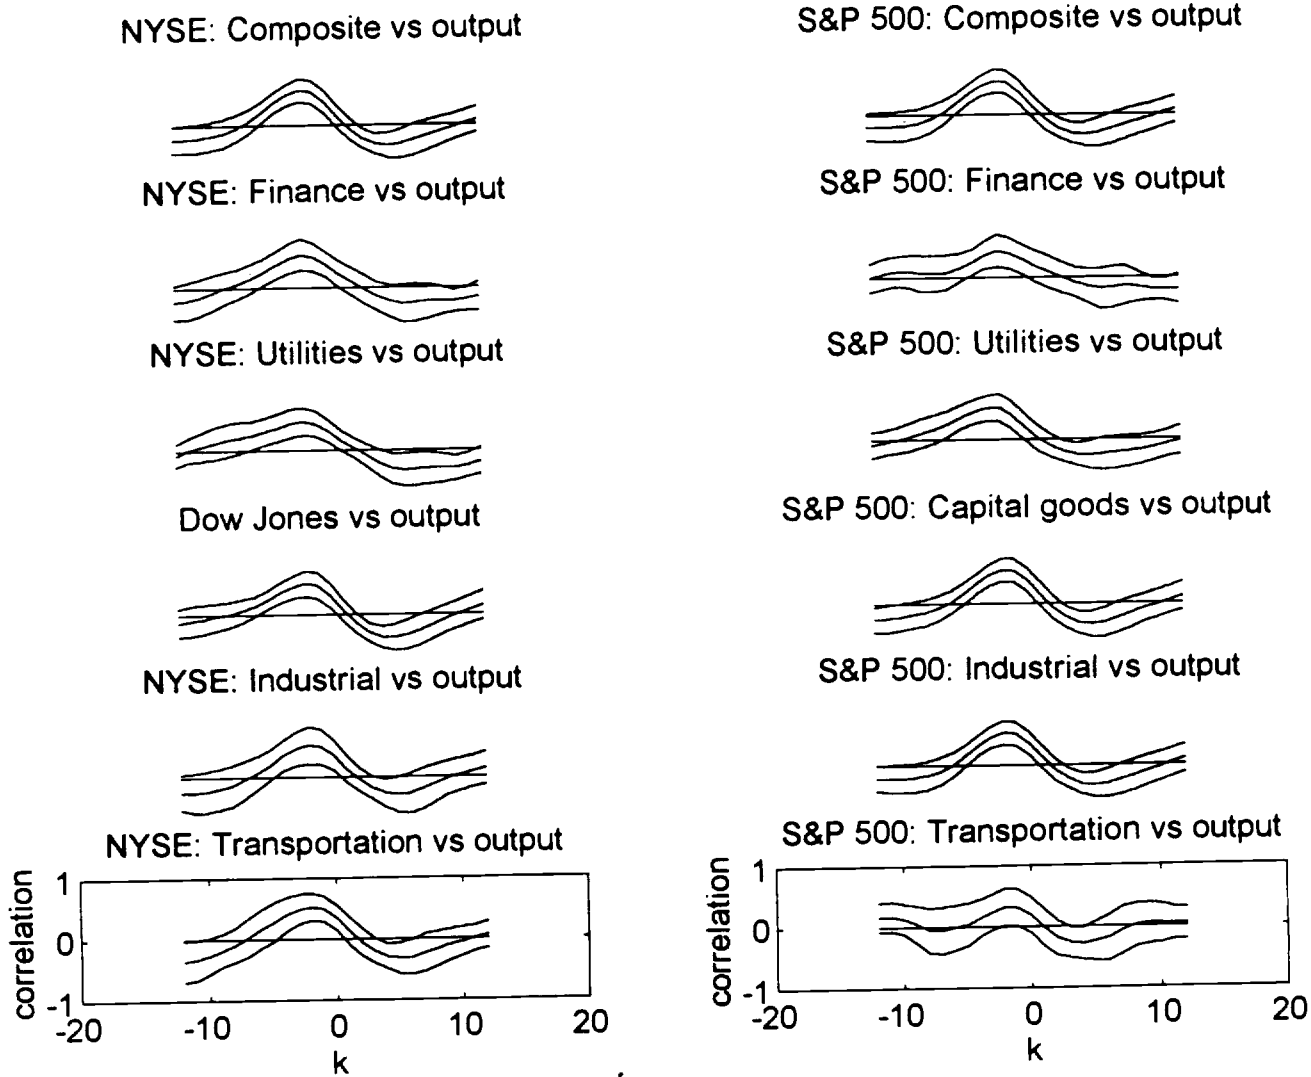 NYSE: Composite vs output
S&P 500: Composite vs output
NYSE: Finance vs output
S&P 500: Finance vs output
NYSE: Utilities vs output
S&P 500: Utilities vs output
Dow Jones vs output
S&P 500: Capital goods vs output
NYSE: Industrial vs output
S&P 500: Industrial vs output
NYSE: Transportation vs output
S&P 500: Transportation vs output
correlation
1
0
-1
-20
-10
0
10
20
k
correlation
1
0
-1
-20
-10
0
10
20
k